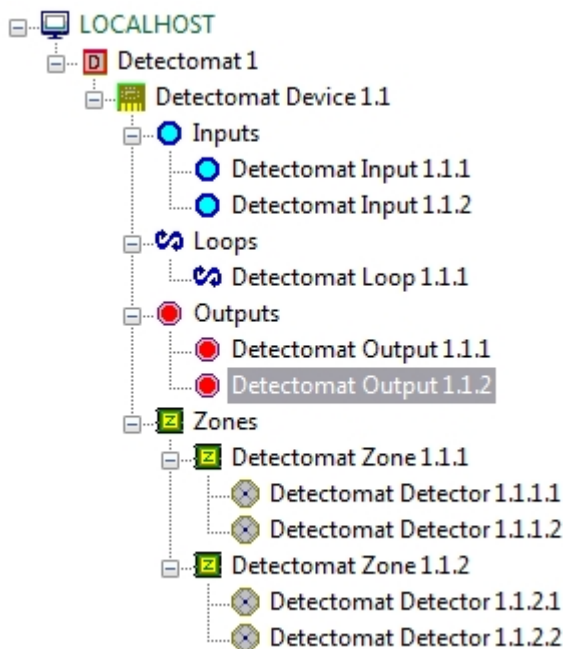 LOCALHOST
Detectomat 1
Detectomat Device 1.1
Inputs
Detectomat Input 1.1.1
Detectomat Input 1.1.2
Loops
Detectomat Loop 1.1.1
Outputs
Detectomat Output 1.1.1
Detectomat Output 1.1.2
Zones
Detectomat Zone 1.1.1
Detectomat Detector 1.1.1.1
Detectomat Detector 1.1.1.2
Detectomat Zone 1.1.2
Detectomat Detector 1.1.2.1
Detectomat Detector 1.1.2.2